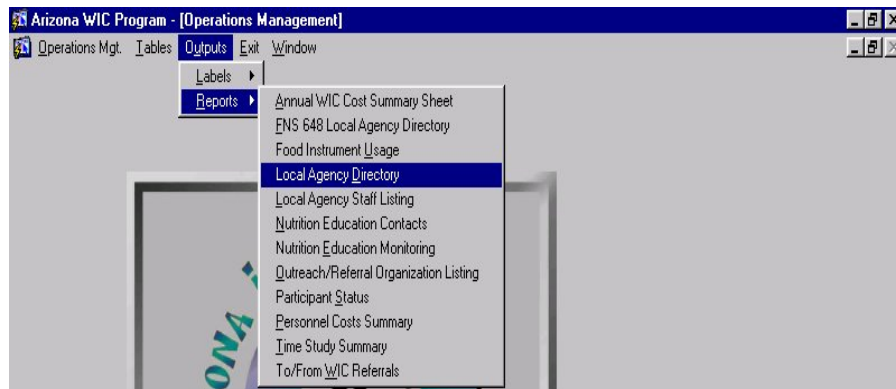 Arizona WIC Program - [Operations Management]
Operations Mgt. Tables Outputs Exit Window
Labels
Reports
Annual WIC Cost Summary Sheet
FNS 648 Local Agency Directory
Food Instrument Usage
Local Agency Directory
Local Agency Staff Listing
Nutrition Education Contacts
Nutrition Education Monitoring
Outreach/Referral Organization Listing
Participant Status
Personnel Costs Summary
Time Study Summary
To/From WIC Referrals